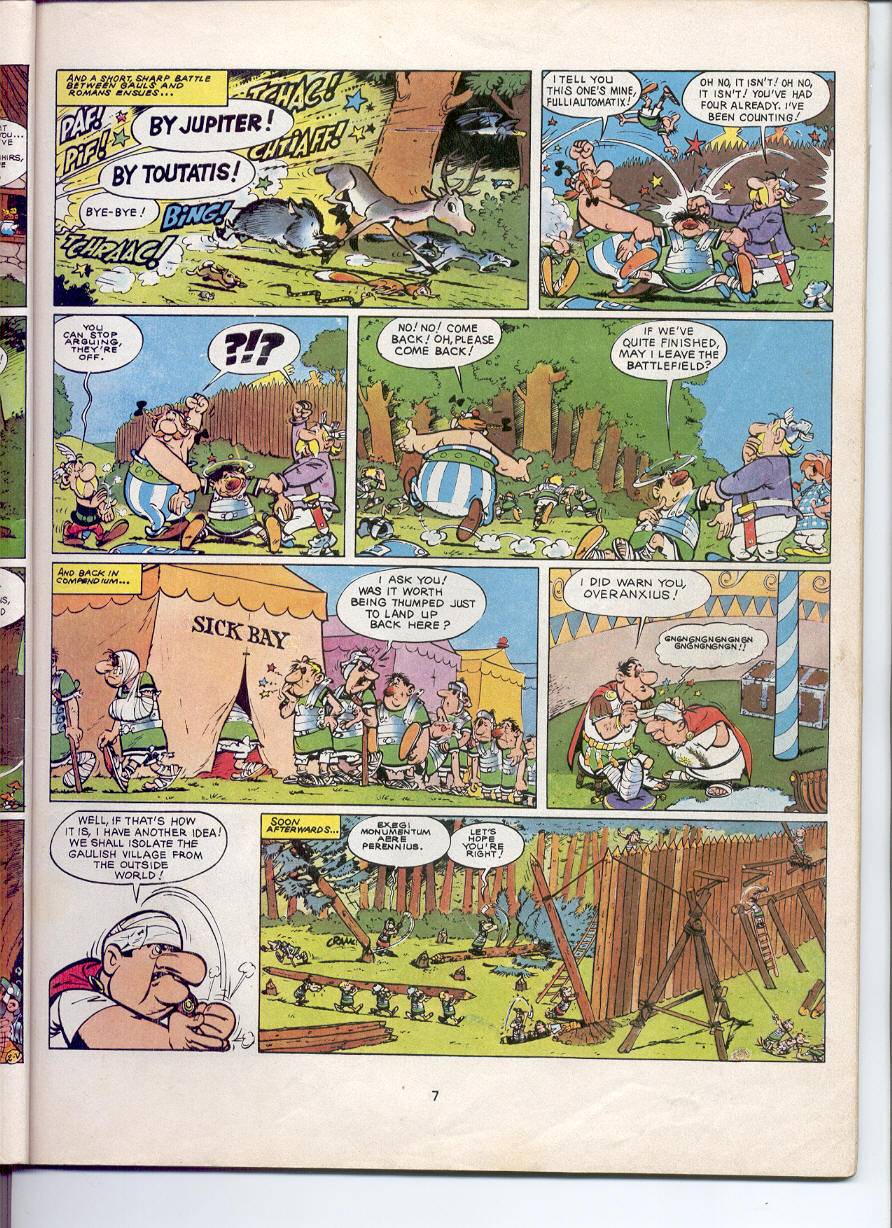 AND A SHORT, SHARP BATTLE
BETWEEN GAULS AND
ROMANS ENSUES...
PAF!
PIF!
TCHAC!
BY JUPITER!
CHTIAFF!
BY TOUTATIS!
BYE-BYE!
BING!
TCHRAAC!
I TELL YOU
THIS ONE'S MINE,
FULLIAUTOMATIX!
OH NO, IT ISN'T! OH NO,
IT ISN'T! YOU'VE HAD
FOUR ALREADY. I'VE
BEEN COUNTING!
YOU
CAN STOP
ARGUING,
THEY'RE
OFF.
?!?
NO! NO! COME
BACK! OH, PLEASE
COME BACK!
IF WE'VE
QUITE FINISHED,
MAY I LEAVE THE
BATTLEFIELD?
AND BACK IN
COMPENDIUM...
SICK BAY
I ASK YOU!
WAS IT WORTH
BEING THUMPED JUST
TO LAND UP
BACK HERE?
I DID WARN YOU,
OVERANXIUS!
GNGNGNGNGNGNGN
GNGNGNGNGN!!
WELL, IF THAT'S HOW
IT IS, I HAVE ANOTHER IDEA!
WE SHALL ISOLATE THE
GAULISH VILLAGE FROM
THE OUTSIDE
WORLD!
SOON
AFTERWARDS...
EXEGI
MONUMENTUM
AERE
PERENNIUS.
LET'S
HOPE
YOU'RE
RIGHT!
7